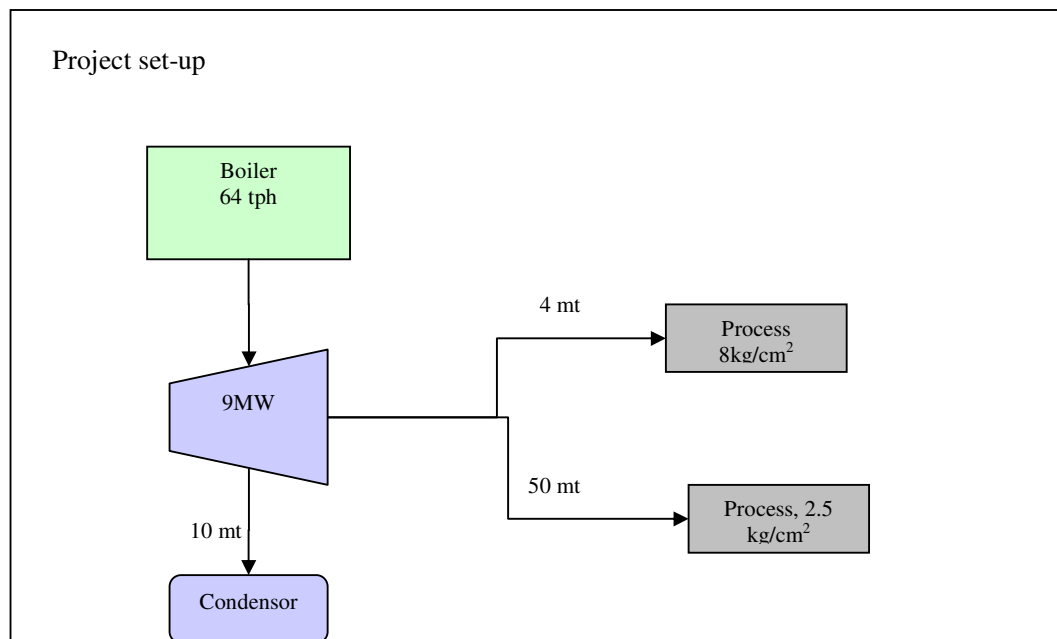 Project set-up
Boiler
64 tph
4 mt
Process
8kg/cm²
9MW
50 mt
Process, 2.5
kg/cm²
10 mt
Condensor